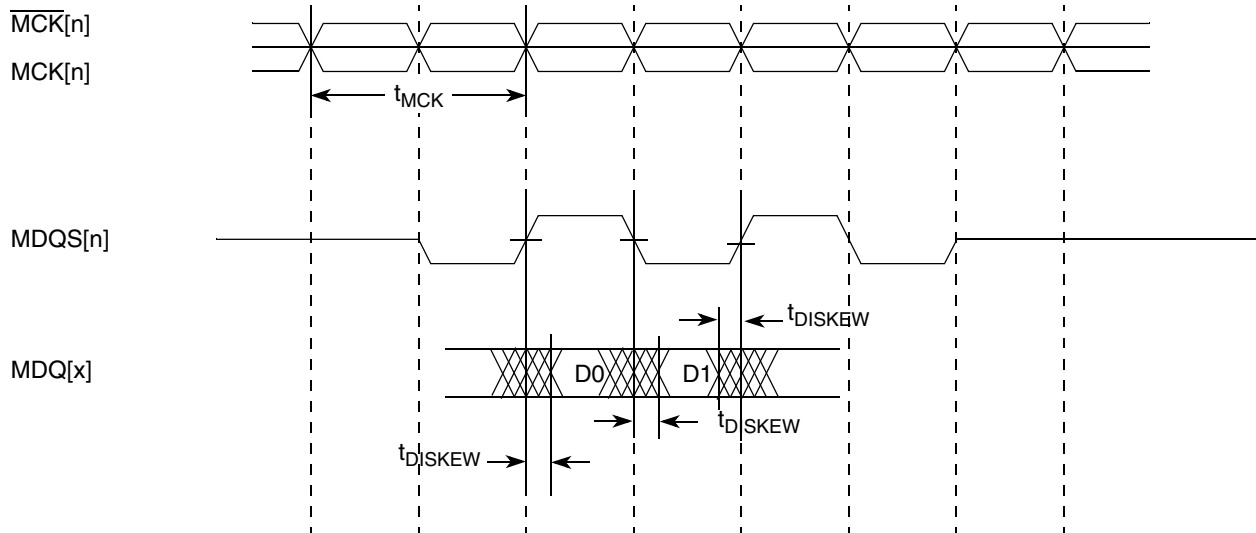 MCK[n]
MCK[n]
tMCK
MDQS[n]
tDISKEW
MDQ[x]
D0
D1
tDISKEW
tDISKEW